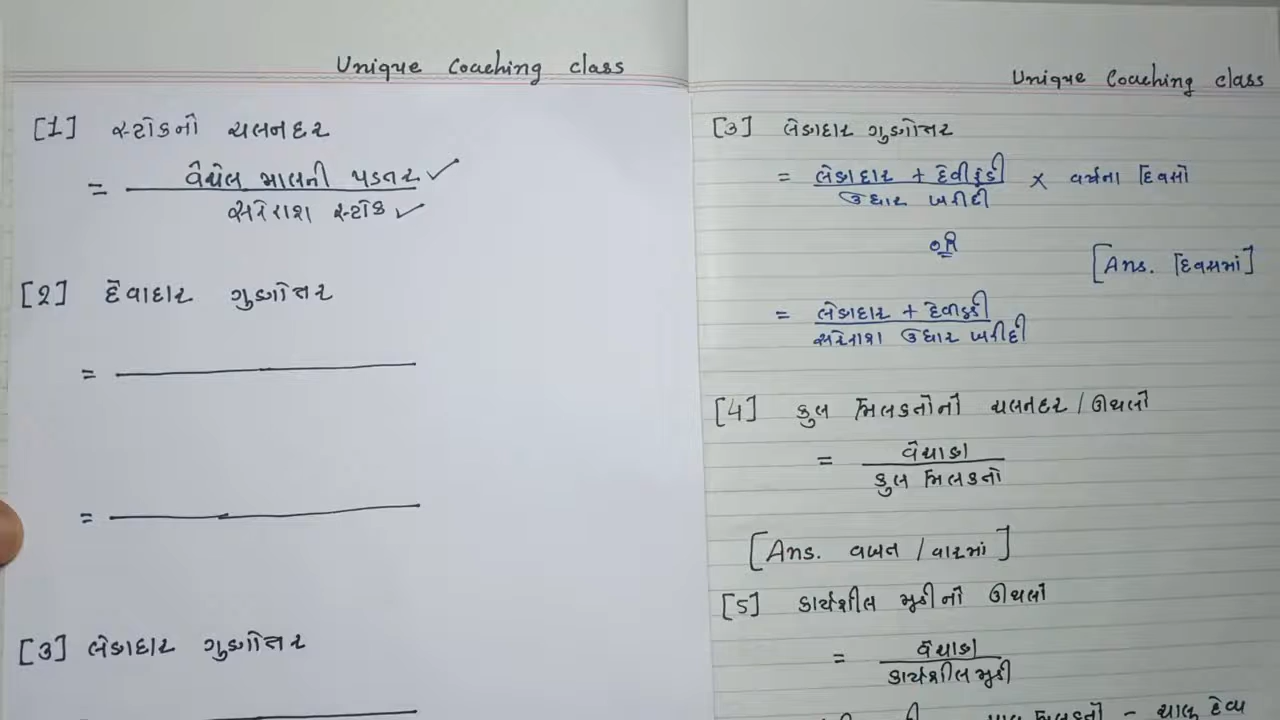 Unique Coaching class
[1] સ્ટૉકનો ચલનદર
= વેચેલ માલની પડતર ✓
સરેરાશ સ્ટૉક ✓
[2] દેવાદાર ગુણોત્તર
=
=
[3] લેણદાર ગુણોત્તર
Unique Coaching class
[3] લેણદાર ગુણોત્તર
= લેણદાર + દેવીહૂંડી × વર્ષના દિવસો
ઉધાર ખરીદી
OR
[Ans. દિવસમાં]
= લેણદાર + દેવીહૂંડી
સરેરાશ ઉધાર ખરીદી
[4] કુલ મિલકતોનો ચલનદર / ઊથલો
= વેચાણ
કુલ મિલકતો
[Ans. વખત / વારમાં]
[5] કાર્યશીલ મૂડીનો ઊથલો
= વેચાણ
કાર્યશીલ મૂડી
મિલકતો - ચાલુ દેવા